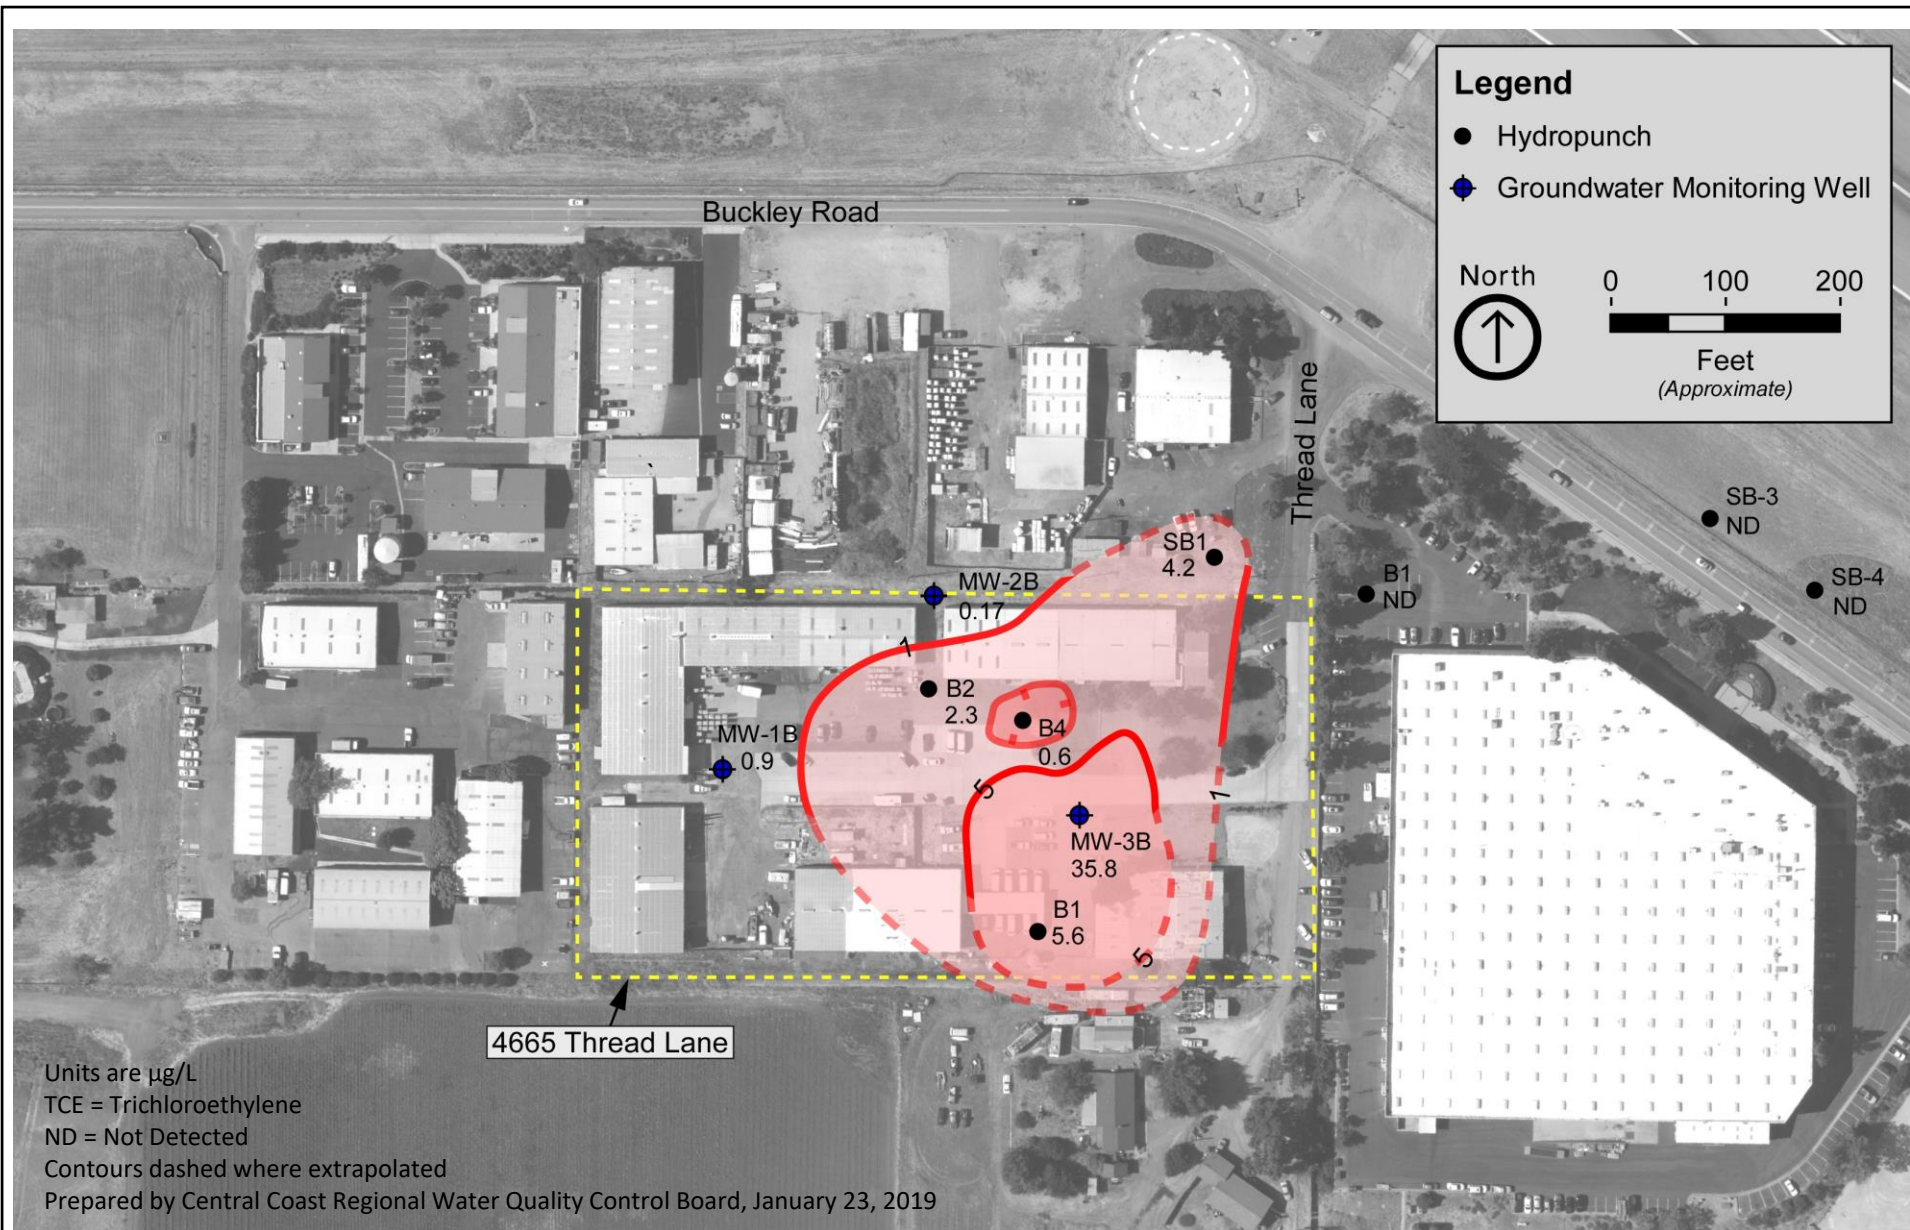 Legend
Hydropunch
Groundwater Monitoring Well
North
0 100 200
Feet
(Approximate)
Buckley Road
Thread Lane
SB-3
ND
SB1
4.2
SB-4
ND
B1
ND
MW-2B
0.17
1
B2
2.3
B4
0.6
MW-1B
0.9
5
1
MW-3B
35.8
B1
5.6
5
4665 Thread Lane
Units are µg/L
TCE = Trichloroethylene
ND = Not Detected
Contours dashed where extrapolated
Prepared by Central Coast Regional Water Quality Control Board, January 23, 2019